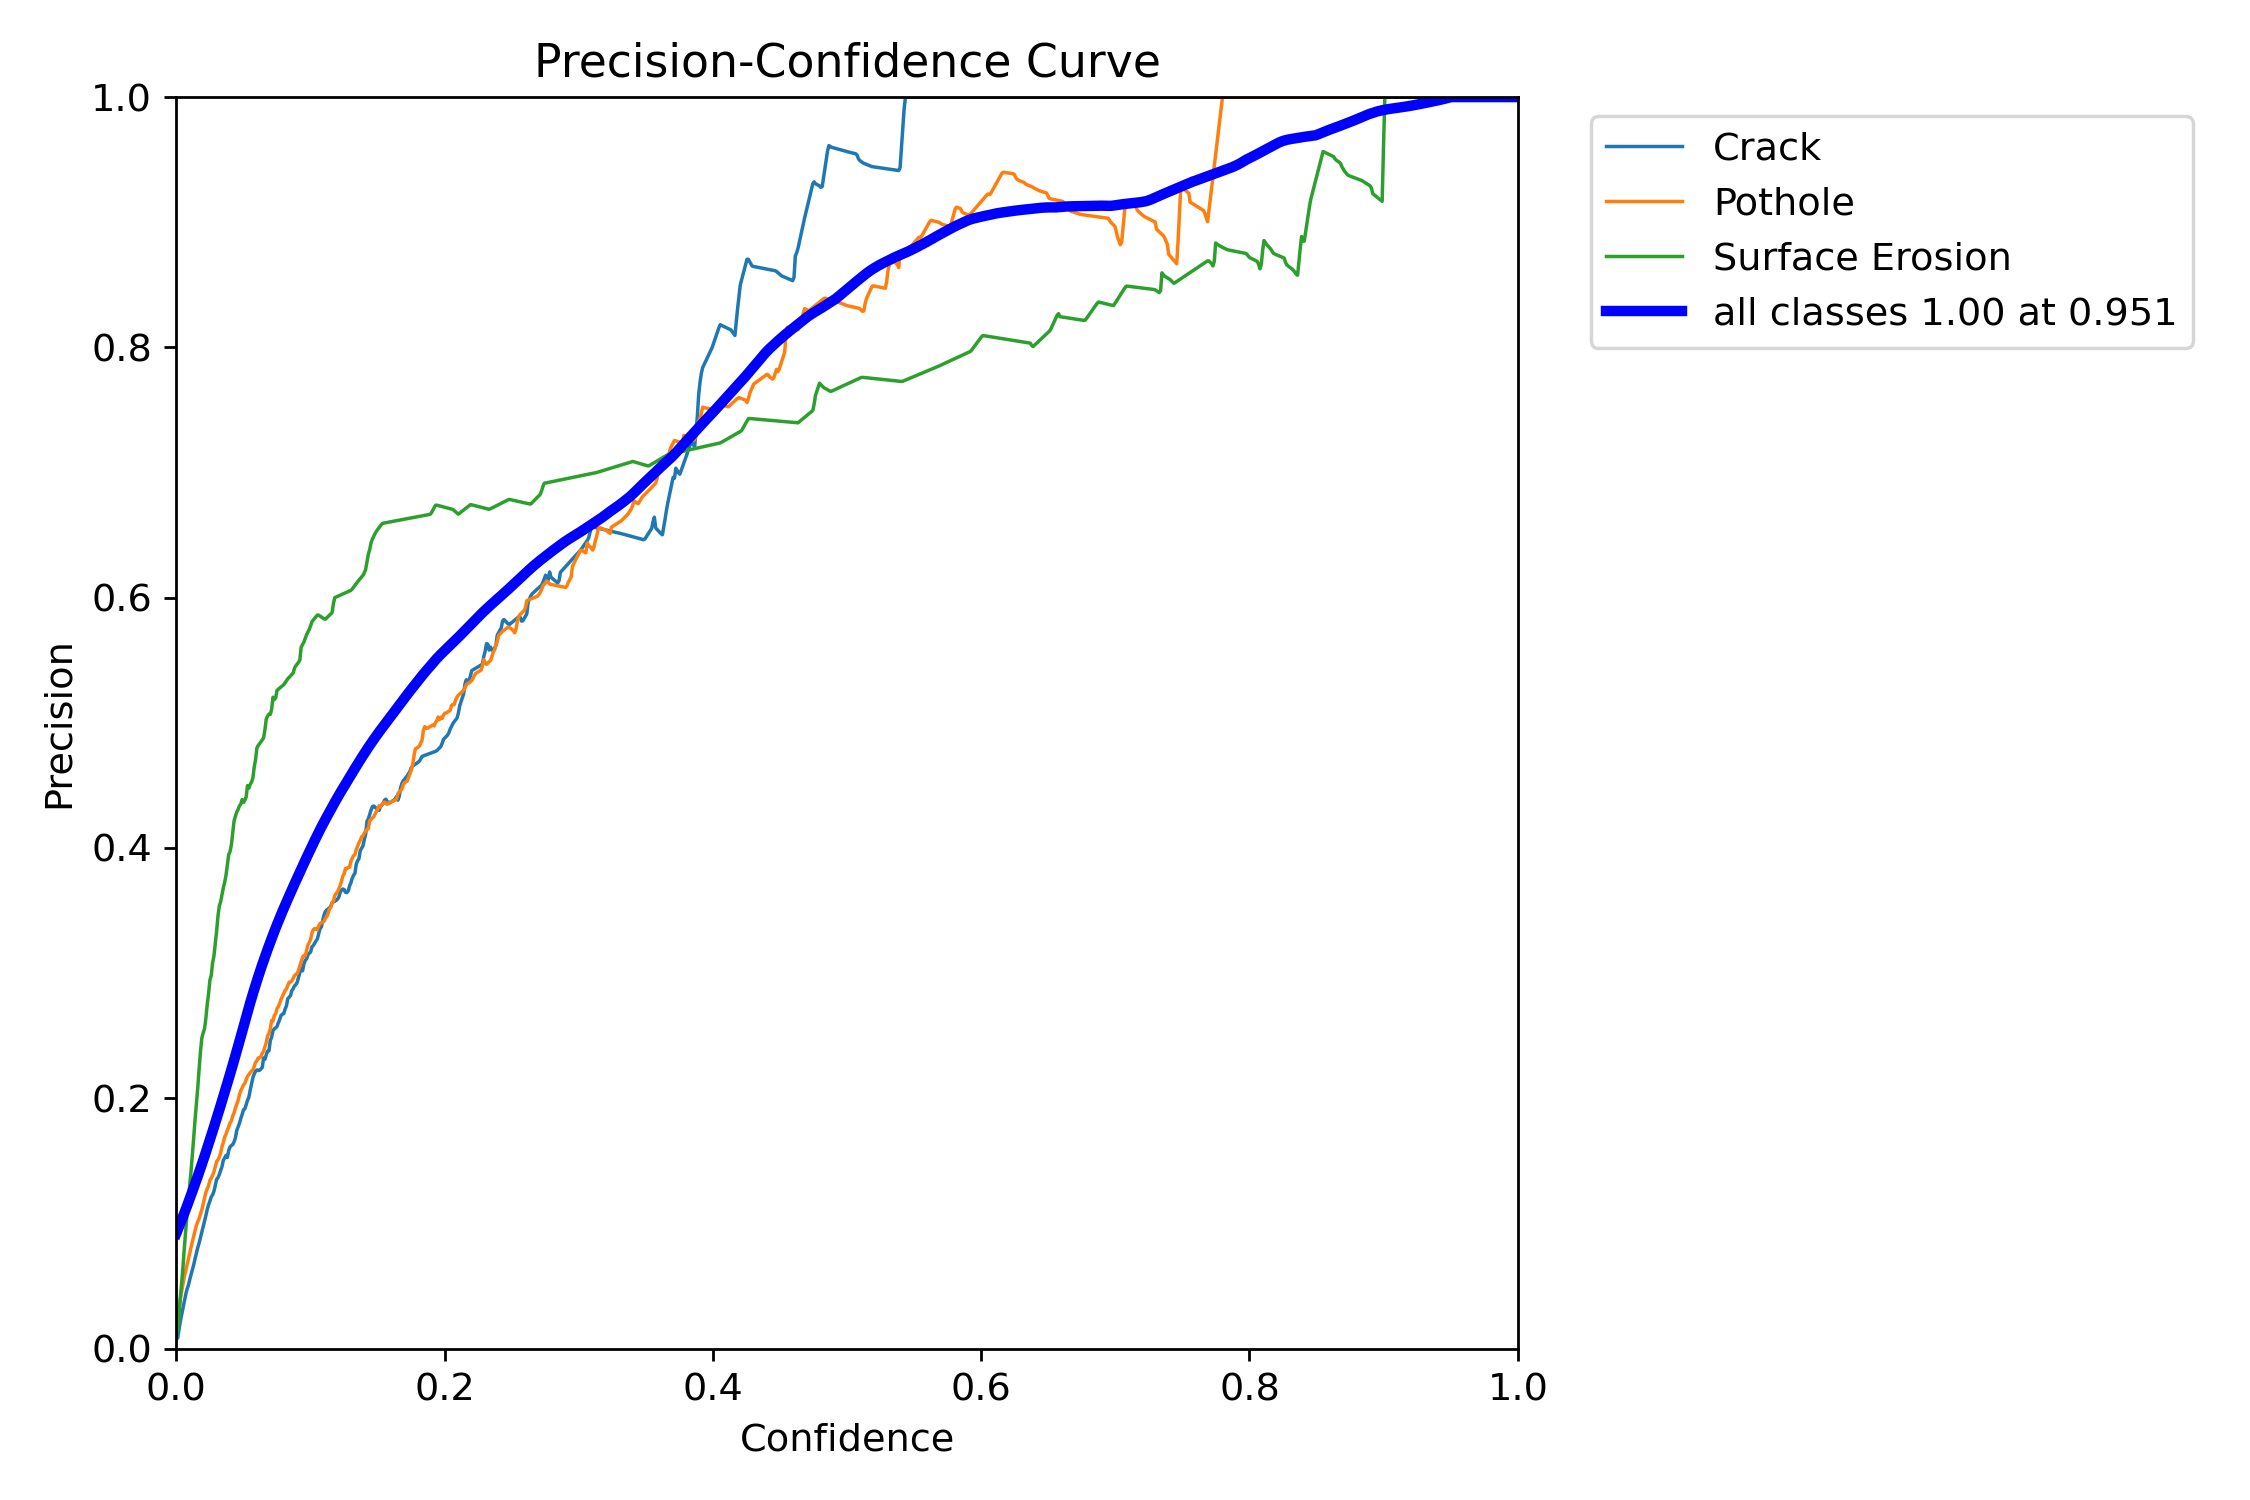 Precision-Confidence Curve
1.0
0.8
0.6
0.4
0.2
0.0
Precision
0.0 0.2 0.4 0.6 0.8 1.0
Confidence
Crack
Pothole
Surface Erosion
all classes 1.00 at 0.951